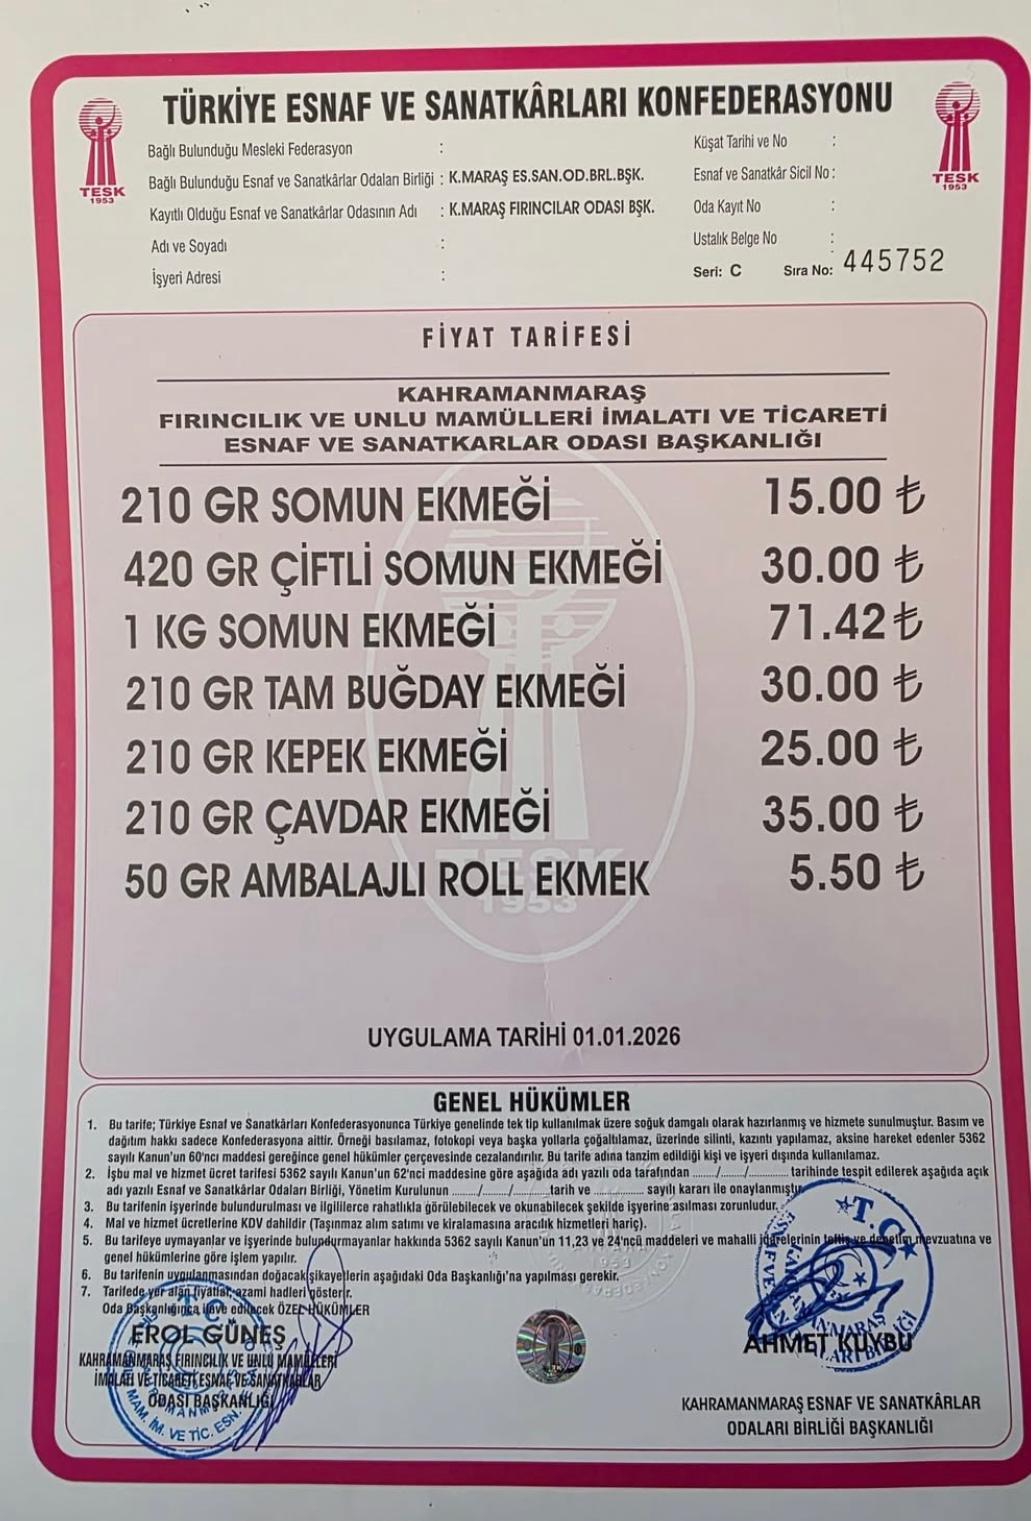 TÜRKİYE ESNAF VE SANATKÂRLARI KONFEDERASYONU
TESK
1953
TESK
1953
Bağlı Bulunduğu Mesleki Federasyon :
Bağlı Bulunduğu Esnaf ve Sanatkârlar Odaları Birliği : K.MARAŞ ES.SAN.OD.BRL.BŞK.
Kayıtlı Olduğu Esnaf ve Sanatkârlar Odasının Adı : K.MARAŞ FIRINCILAR ODASI BŞK.
Adı ve Soyadı :
İşyeri Adresi :
Küşat Tarihi ve No :
Esnaf ve Sanatkâr Sicil No :
Oda Kayıt No :
Ustalık Belge No :
Seri: C Sıra No: 445752
FİYAT TARİFESİ
KAHRAMANMARAŞ
FIRINCILIK VE UNLU MAMÜLLERİ İMALATI VE TİCARETİ
ESNAF VE SANATKARLAR ODASI BAŞKANLIĞI
210 GR SOMUN EKMEĞİ 15.00 ₺
420 GR ÇİFTLİ SOMUN EKMEĞİ 30.00 ₺
1 KG SOMUN EKMEĞİ 71.42 ₺
210 GR TAM BUĞDAY EKMEĞİ 30.00 ₺
210 GR KEPEK EKMEĞİ 25.00 ₺
210 GR ÇAVDAR EKMEĞİ 35.00 ₺
50 GR AMBALAJLI ROLL EKMEK 5.50 ₺
TESK
1953
UYGULAMA TARİHİ 01.01.2026
GENEL HÜKÜMLER
1. Bu tarife; Türkiye Esnaf ve Sanatkârları Konfederasyonunca Türkiye genelinde tek tip kullanılmak üzere soğuk damgalı olarak hazırlanmış ve hizmete sunulmuştur. Basım ve
dağıtım hakkı sadece Konfederasyona aittir. Örneği basılamaz, fotokopi veya başka yollarla çoğaltılamaz, üzerinde silinti, kazıntı yapılamaz, aksine hareket edenler 5362
sayılı Kanun'un 60'ncı maddesi gereğince genel hükümler çerçevesinde cezalandırılır. Bu tarife adına tanzim edildiği kişi ve işyeri dışında kullanılamaz.
2. İşbu mal ve hizmet ücret tarifesi 5362 sayılı Kanun'un 62'nci maddesine göre aşağıda adı yazılı oda tarafından ....../....../............ tarihinde tespit edilerek aşağıda açık
adı yazılı Esnaf ve Sanatkârlar Odaları Birliği, Yönetim Kurulunun ......./......./.......... tarih ve .............. sayılı kararı ile onaylanmıştır.
3. Bu tarifenin işyerinde bulundurulması ve ilgililerce rahatlıkla görülebilecek ve okunabilecek şekilde işyerine asılması zorunludur.
4. Mal ve hizmet ücretlerine KDV dahildir (Taşınmaz alım satımı ve kiralamasına aracılık hizmetleri hariç).
5. Bu tarifeye uymayanlar ve işyerinde bulundurmayanlar hakkında 5362 sayılı Kanun'un 11,23 ve 24'ncü maddeleri ve mahalli idarelerinin teftiş ve denetim mevzuatına ve
genel hükümlerine göre işlem yapılır.
6. Bu tarifenin uygulanmasından doğacak şikayetlerin aşağıdaki Oda Başkanlığı'na yapılması gerekir.
7. Tarifede yer alan fiyatlar, azami hadleri gösterir.
Oda Başkanlığınca ilave edilecek ÖZEL HÜKÜMLER
EROL GÜNEŞ
KAHRAMANMARAŞ FIRINCILIK VE UNLU MAMÜLLERİ
İMALATI VE TİCARETİ ESNAF VE SANATKARLAR
ODASI BAŞKANLIĞI
MAM. İM. VE TİC. ESN.
T.C.
AHMET KUYBU
KAHRAMANMARAŞ ESNAF VE SANATKÂRLAR
ODALARI BİRLİĞİ BAŞKANLIĞI